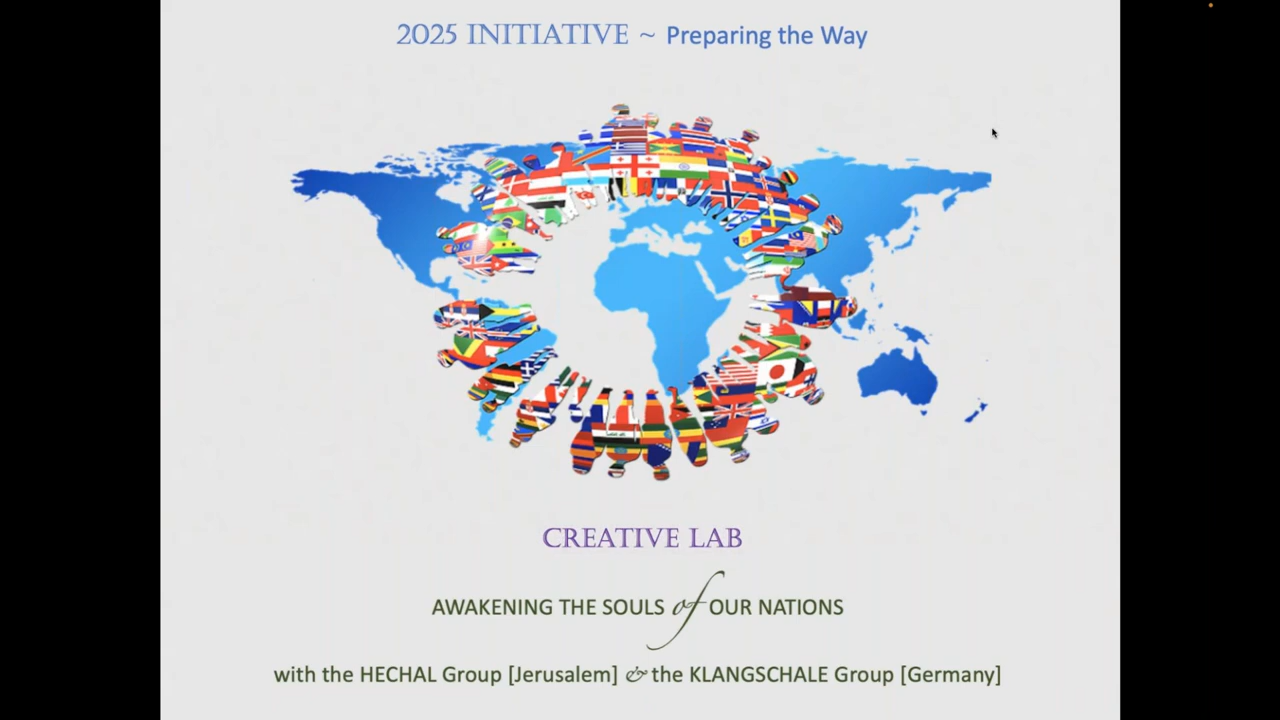 2025 INITIATIVE ~ Preparing the Way
CREATIVE LAB
AWAKENING THE SOULS of OUR NATIONS
with the HECHAL Group [Jerusalem] & the KLANGSCHALE Group [Germany]